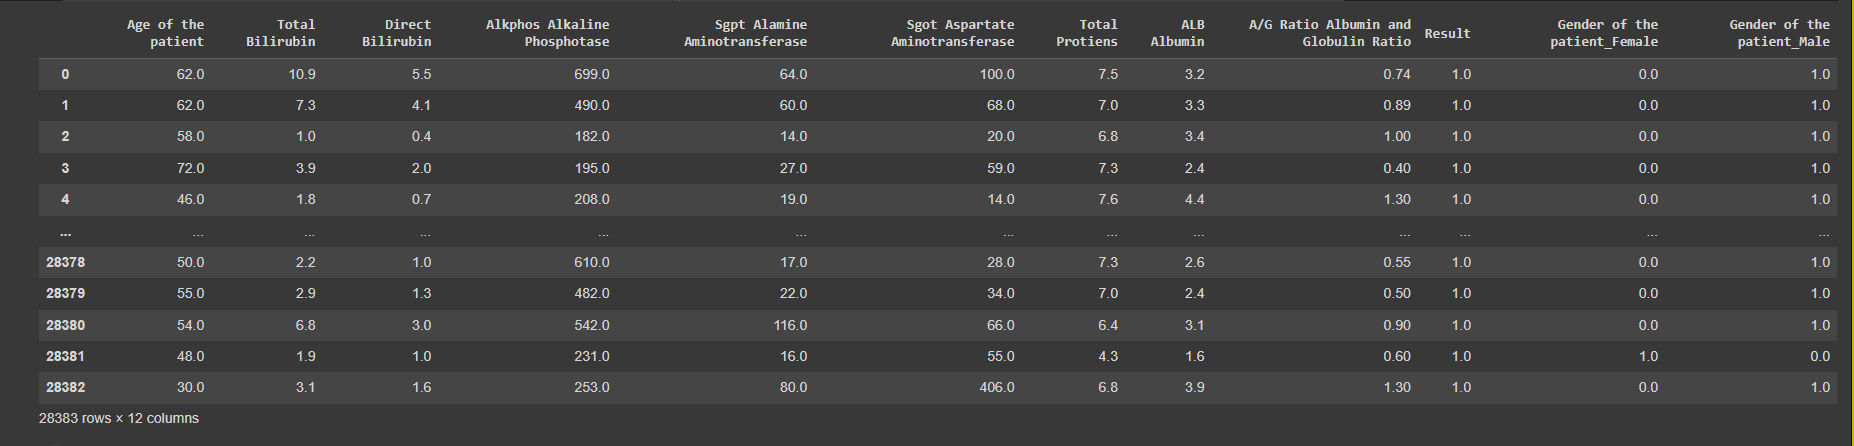 Age of the patient Total Bilirubin Direct Bilirubin Alkphos Alkaline Phosphotase Sgpt Alamine Aminotransferase Sgot Aspartate Aminotransferase Total Protiens ALB Albumin A/G Ratio Albumin and Globulin Ratio Result Gender of the patient_Female Gender of the patient_Male
0 62.0 10.9 5.5 699.0 64.0 100.0 7.5 3.2 0.74 1.0 0.0 1.0
1 62.0 7.3 4.1 490.0 60.0 68.0 7.0 3.3 0.89 1.0 0.0 1.0
2 58.0 1.0 0.4 182.0 14.0 20.0 6.8 3.4 1.00 1.0 0.0 1.0
3 72.0 3.9 2.0 195.0 27.0 59.0 7.3 2.4 0.40 1.0 0.0 1.0
4 46.0 1.8 0.7 208.0 19.0 14.0 7.6 4.4 1.30 1.0 0.0 1.0
... ... ... ... ... ... ... ... ... ... ... ... ...
28378 50.0 2.2 1.0 610.0 17.0 28.0 7.3 2.6 0.55 1.0 0.0 1.0
28379 55.0 2.9 1.3 482.0 22.0 34.0 7.0 2.4 0.50 1.0 0.0 1.0
28380 54.0 6.8 3.0 542.0 116.0 66.0 6.4 3.1 0.90 1.0 0.0 1.0
28381 48.0 1.9 1.0 231.0 16.0 55.0 4.3 1.6 0.60 1.0 1.0 0.0
28382 30.0 3.1 1.6 253.0 80.0 406.0 6.8 3.9 1.30 1.0 0.0 1.0
28383 rows × 12 columns